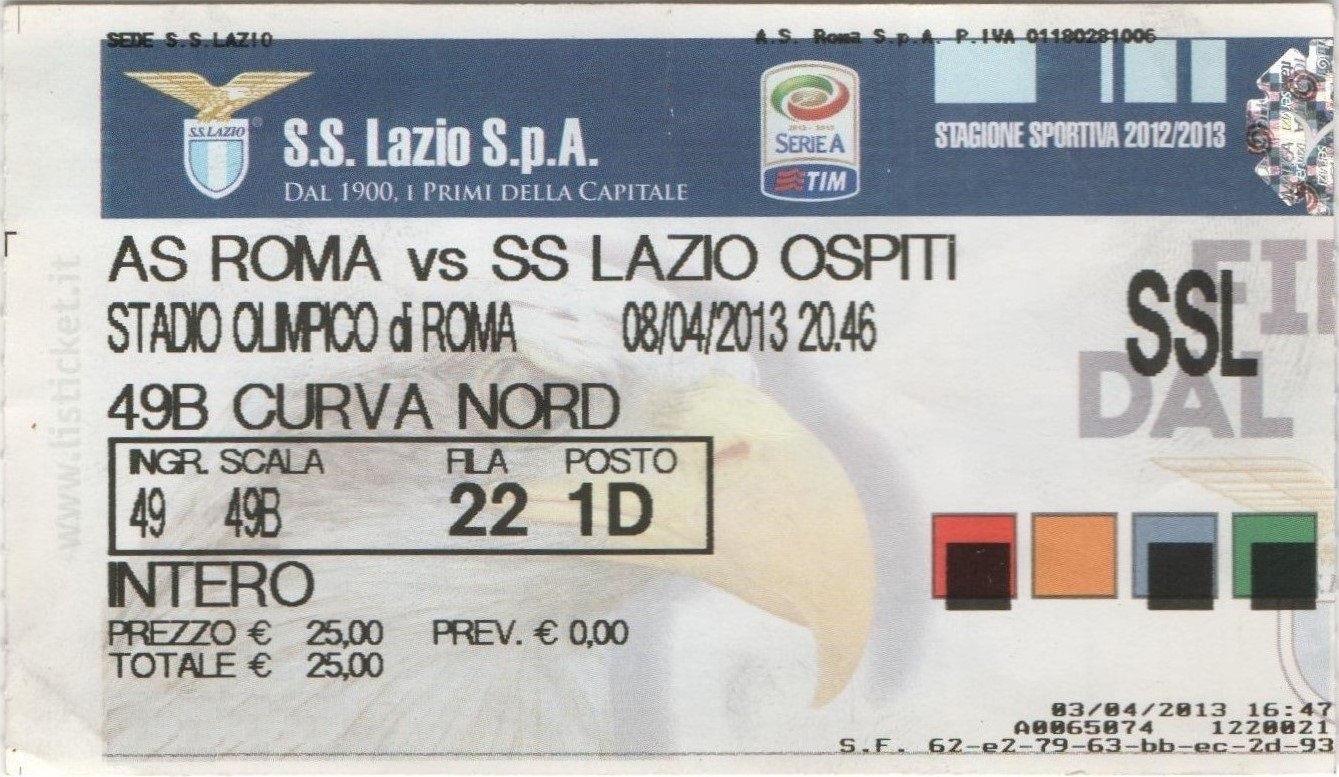 SEDE S.S.LAZIO
A.S. Roma S.p.A. P.IVA 01180281006
S.S.LAZIO
S.S. Lazio S.p.A.
DAL 1900, I PRIMI DELLA CAPITALE
2012 - 2013
SERIE A
TIM
STAGIONE SPORTIVA 2012/2013
AS ROMA vs SS LAZIO OSPITi
STADIO OLIMPICO di ROMA 08/04/2013 20.46
SSL
DAL
49B CURVA NORD
INGR. SCALA FILA POSTO
49 49B 22 1D
INTERO
PREZZO € 25,00 PREV. € 0,00
TOTALE € 25,00
www.listicket.it
03/04/2013 16:47
A0065074 1220021
S.F. 62-e2-79-63-bb-ec-2d-93